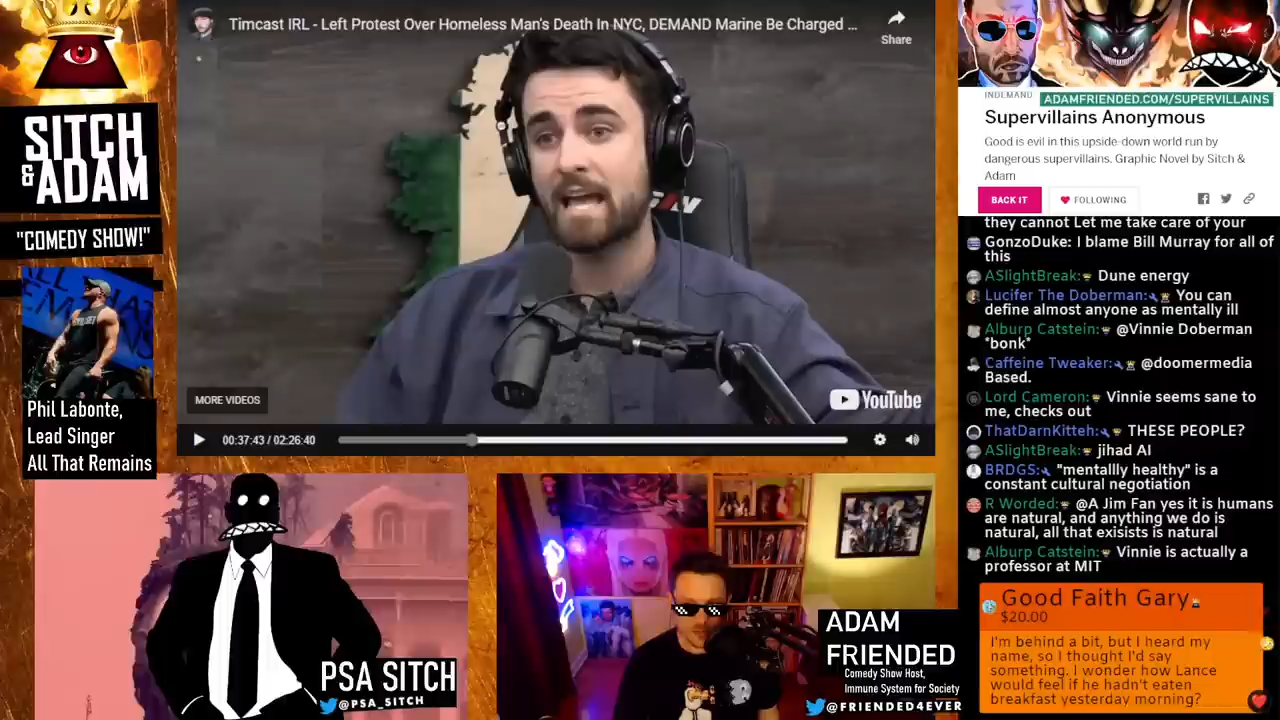 Timcast IRL - Left Protest Over Homeless Man's Death In NYC, DEMAND Marine Be Charged ...
Share
MORE VIDEOS
YouTube
00:37:43 / 02:26:40
SITCH
& ADAM
"COMEDY SHOW!"
Phil Labonte,
Lead Singer
All That Remains
PSA SITCH
@PSA_SITCH
ADAM
FRIENDED
Comedy Show Host,
Immune System for Society
@FRIENDED4EVER
INDEMAND
ADAMFRIENDED.COM/SUPERVILLAINS
Supervillains Anonymous
Good is evil in this upside-down world run by
dangerous supervillains. Graphic Novel by Sitch &
Adam
BACK IT
FOLLOWING
they cannot Let me take care of your
GonzoDuke: I blame Bill Murray for all of
this
ASlightBreak: Dune energy
Lucifer The Doberman: You can
define almost anyone as mentally ill
Alburp Catstein: @Vinnie Doberman
*bonk*
Caffeine Tweaker: @doomermedia
Based.
Lord Cameron: Vinnie seems sane to
me, checks out
ThatDarnKitteh: THESE PEOPLE?
ASlightBreak: jihad AI
BRDGS: "mentallly healthy" is a
constant cultural negotiation
R Worded: @A Jim Fan yes it is humans
are natural, and anything we do is
natural, all that exisists is natural
Alburp Catstein: Vinnie is actually a
professor at MIT
Good Faith Gary
$20.00
I'm behind a bit, but I heard my
name, so I thought I'd say
something. I wonder how Lance
would feel if he hadn't eaten
breakfast yesterday morning?